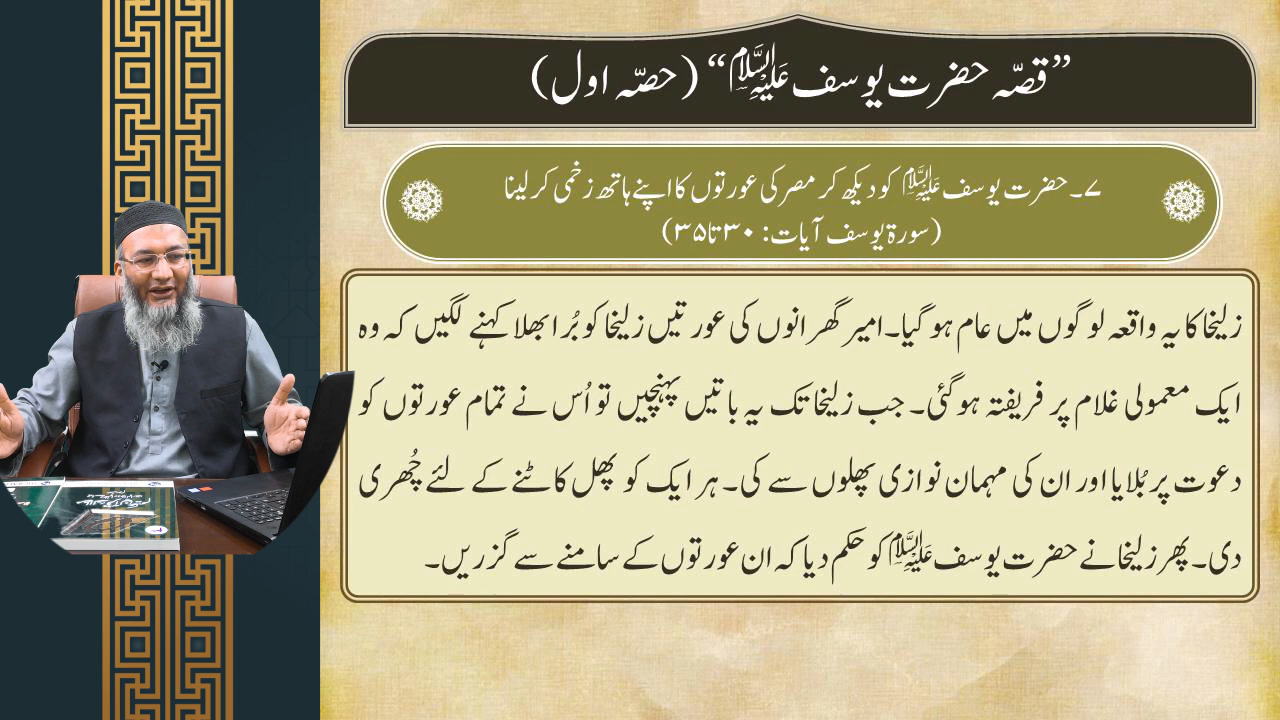 ”قصّہ حضرت یوسف علیہ السلام“ (حصّہ اول)
۷۔ حضرت یوسف علیہ السلام کو دیکھ کر مصر کی عورتوں کا اپنے ہاتھ زخمی کر لینا
(سورۃ یوسف آیات: ۳۰ تا ۳۵)
زلیخا کا یہ واقعہ لوگوں میں عام ہو گیا۔ امیر گھرانوں کی عورتیں زلیخا کو بُرا بھلا کہنے لگیں کہ وہ
ایک معمولی غلام پر فریفتہ ہوگئی۔ جب زلیخا تک یہ باتیں پہنچیں تو اُس نے تمام عورتوں کو
دعوت پر بُلایا اور ان کی مہمان نوازی پھلوں سے کی۔ ہر ایک کو پھل کاٹنے کے لئے چُھری
دی۔ پھر زلیخا نے حضرت یوسف علیہ السلام کو حکم دیا کہ ان عورتوں کے سامنے سے گزریں۔